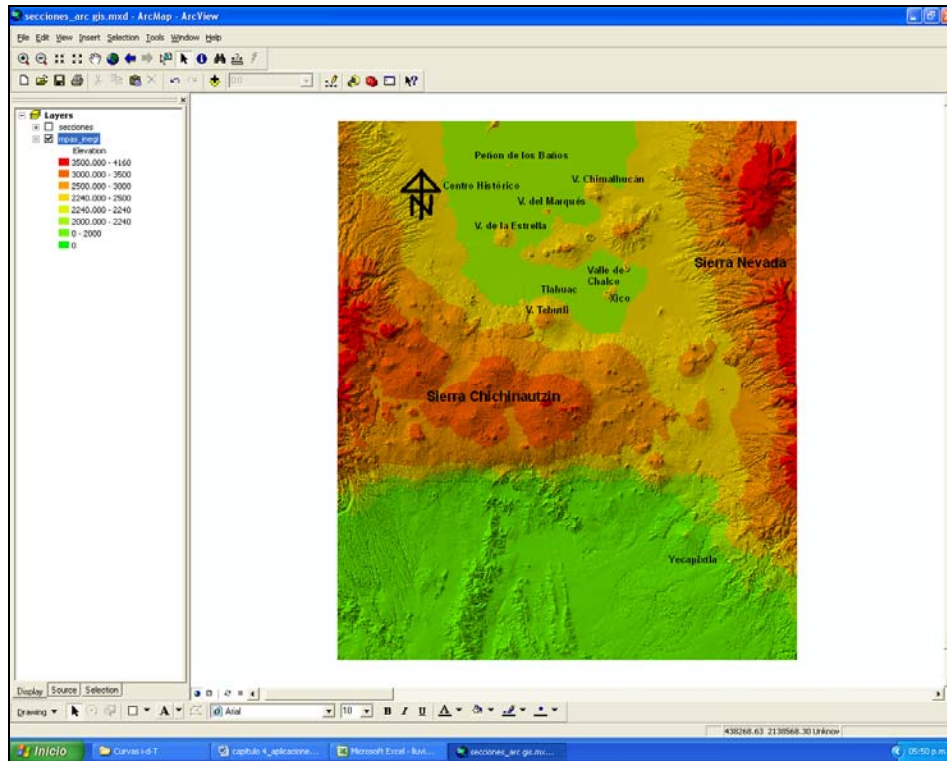 secciones_arc gis.mxd - ArcMap - ArcView
File Edit View Insert Selection Tools Window Help
Layers
secciones
mpas_inegi
Elevation
3500.000 - 4160
3000.000 - 3500
2500.000 - 3000
2240.000 - 2500
2240.000 - 2240
2000.000 - 2240
0 - 2000
0
Peñon de los Baños
V. Chimalhucán
Centro Histórico
V. del Marqués
V. de la Estrella
Sierra Nevada
Valle de
Chalco
Tlahuac
Xico
V. Tehutli
Sierra Chichinautzin
Yecapixtla
N
Display Source Selection
Drawing
A
Arial
10
B I U A
438268.63 2138568.30 Unknow
Inicio
Curvas i-d-T
capitulo 4_aplicacione...
Microsoft Excel - lluvi...
secciones_arc gis.mx...
05:50 p.m.